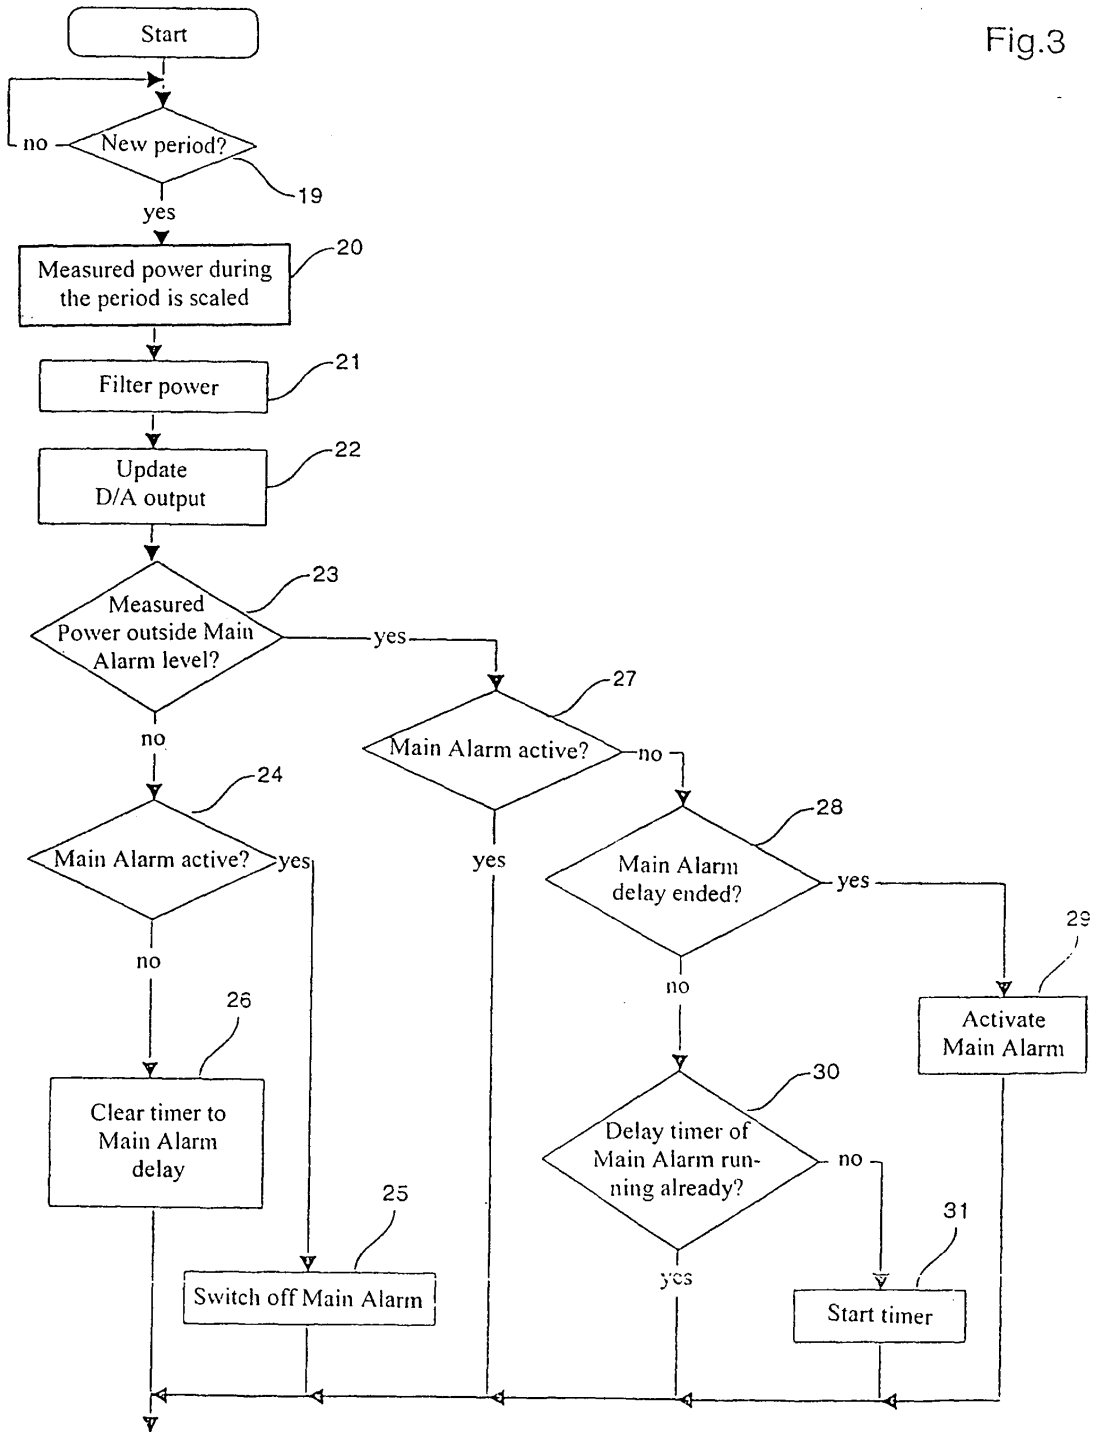 Start
Fig.3
New period?
no
19
yes
20
Measured power during
the period is scaled
21
Filter power
22
Update
D/A output
23
Measured
Power outside Main
Alarm level?
yes
27
no
Main Alarm active?
no
24
28
Main Alarm active?
yes
yes
Main Alarm
delay ended?
yes
29
no
no
26
Activate
Main Alarm
30
Clear timer to
Main Alarm
delay
Delay timer of
Main Alarm run-
ning already?
no
25
31
yes
Switch off Main Alarm
Start timer